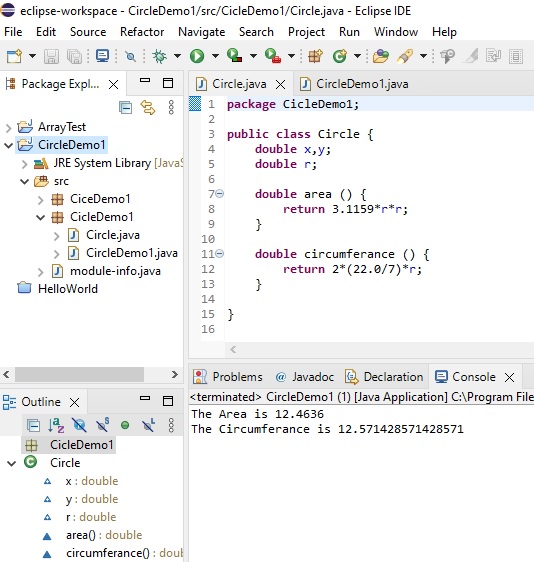 eclipse-workspace - CircleDemo1/src/CicleDemo1/Circle.java - Eclipse IDE
File Edit Source Refactor Navigate Search Project Run Window Help
Package Expl...
ArrayTest
CircleDemo1
JRE System Library [JavaS
src
CiceDemo1
CicleDemo1
Circle.java
CircleDemo1.java
module-info.java
HelloWorld
Circle.java CircleDemo1.java
1 package CicleDemo1;
2
3 public class Circle {
4 double x,y;
5 double r;
6
7 double area () {
8 return 3.1159*r*r;
9 }
10
11 double circumferance () {
12 return 2*(22.0/7)*r;
13 }
14
15 }
16
Outline
CicleDemo1
Circle
x : double
y : double
r : double
area() : double
circumferance() : doub
Problems @ Javadoc Declaration Console
<terminated> CircleDemo1 (1) [Java Application] C:\Program File
The Area is 12.4636
The Circumferance is 12.571428571428571